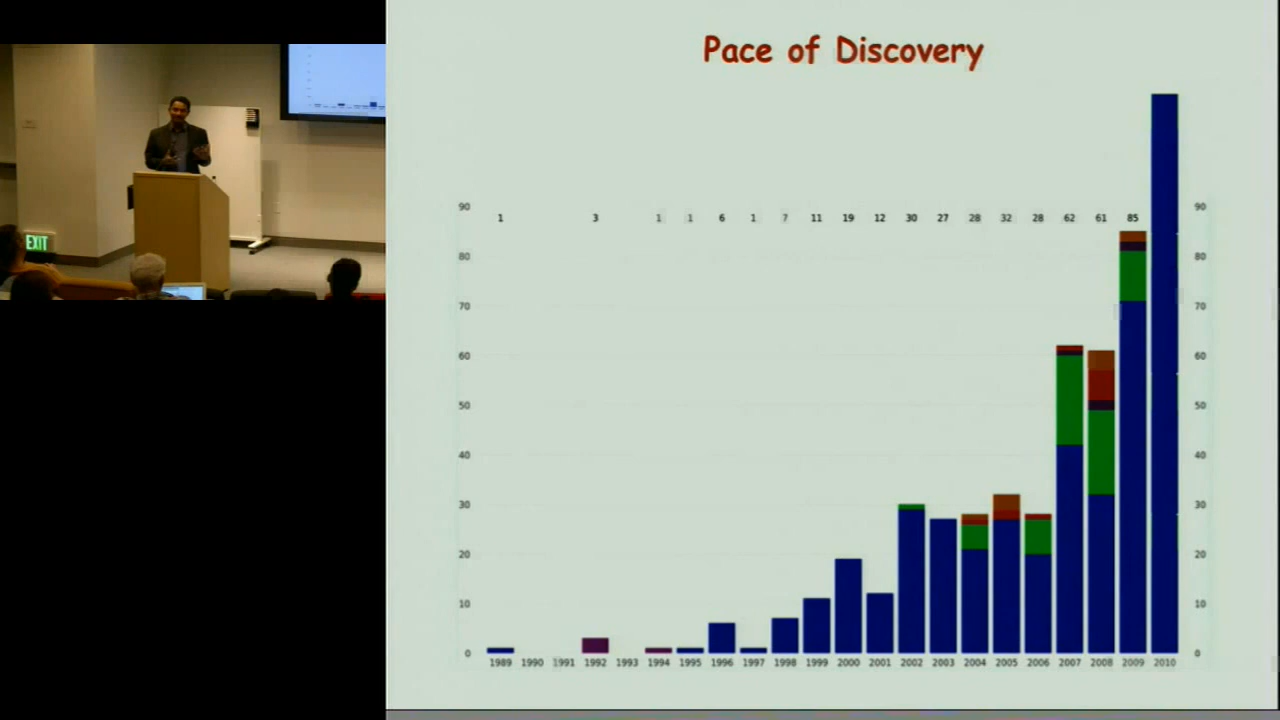 Pace of Discovery
90 90
1 3 1 1 6 1 7 11 19 12 30 27 28 32 28 62 61 85
80 80
70 70
60 60
50 50
40 40
30 30
20 20
10 10
0 0
1989 1990 1991 1992 1993 1994 1995 1996 1997 1998 1999 2000 2001 2002 2003 2004 2005 2006 2007 2008 2009 2010
EXIT